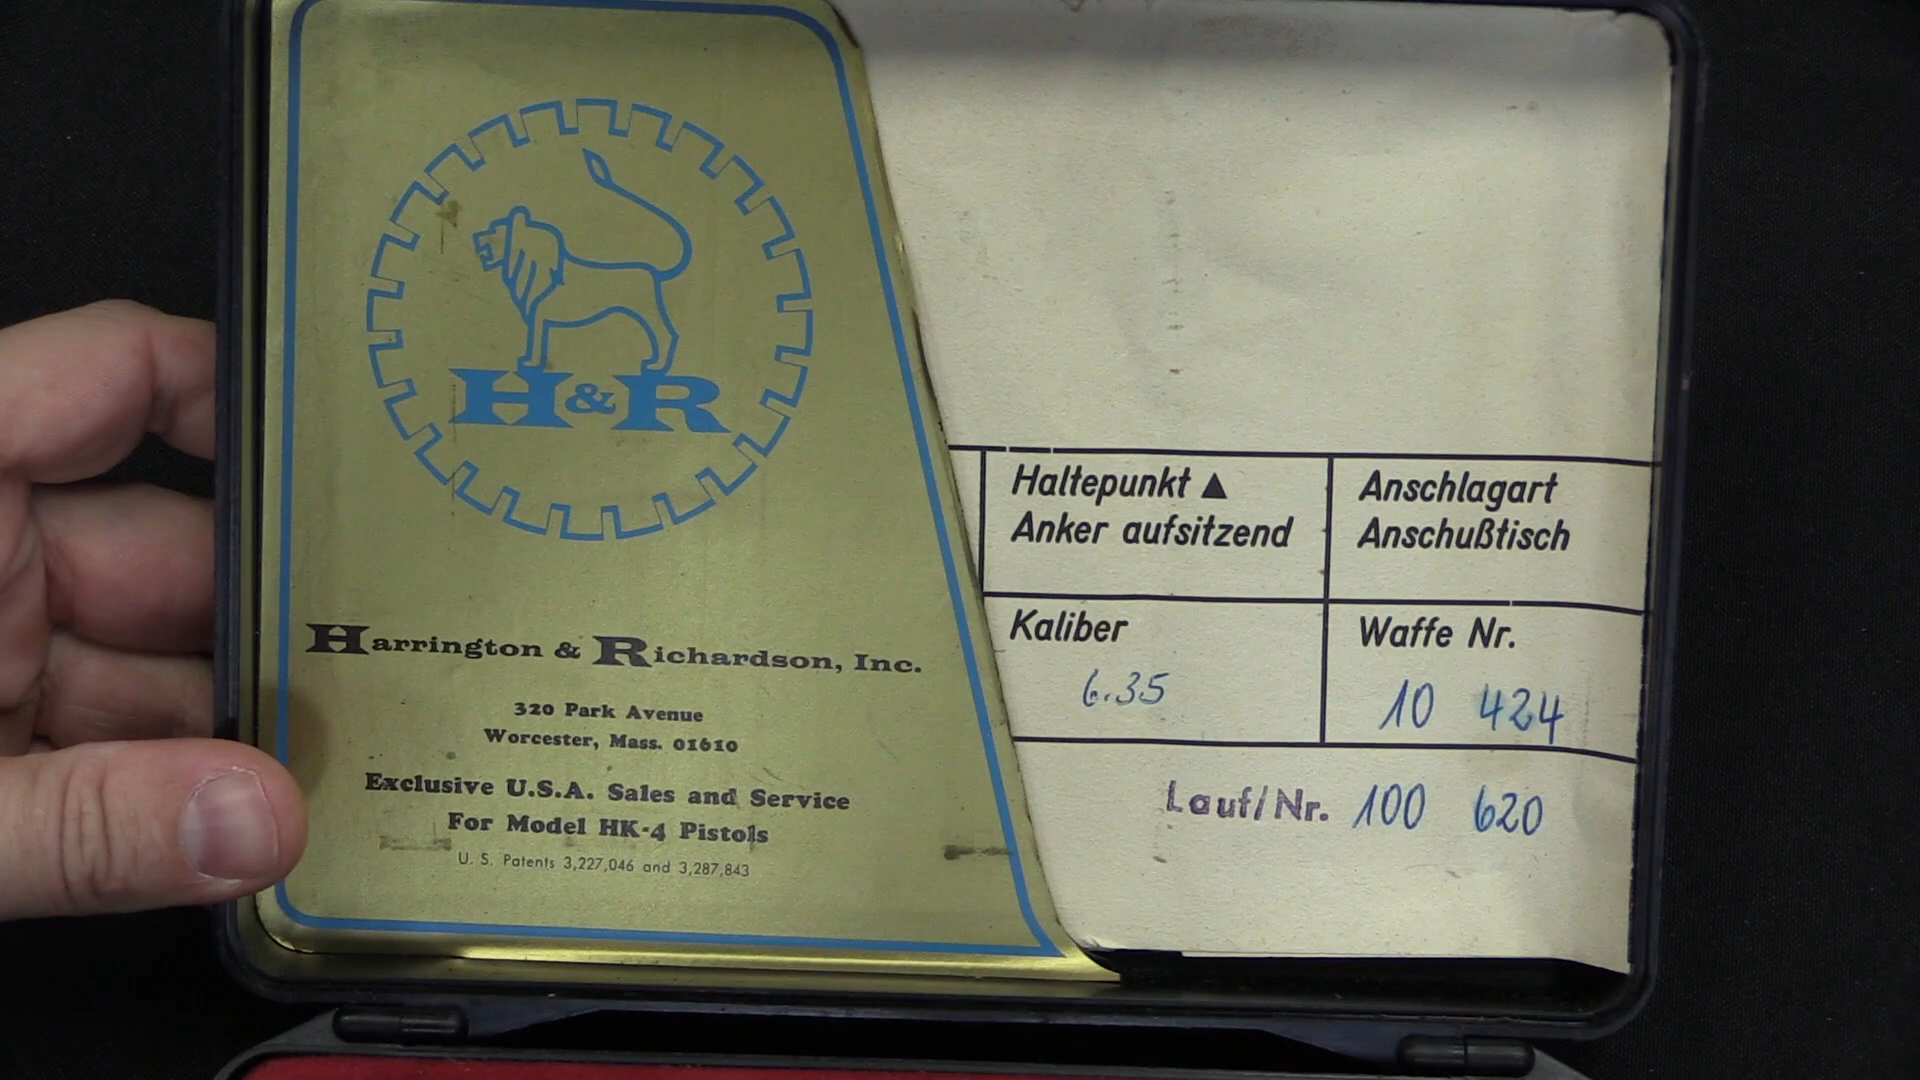 H&R
Harrington & Richardson, Inc.
320 Park Avenue
Worcester, Mass. 01610
Exclusive U.S.A. Sales and Service
For Model HK-4 Pistols
U. S. Patents 3,227,046 and 3,287,843
Haltepunkt ▲
Anker aufsitzend
Anschlagart
Anschußtisch
Kaliber
6.35
Waffe Nr.
10 424
Lauf/Nr. 100 620